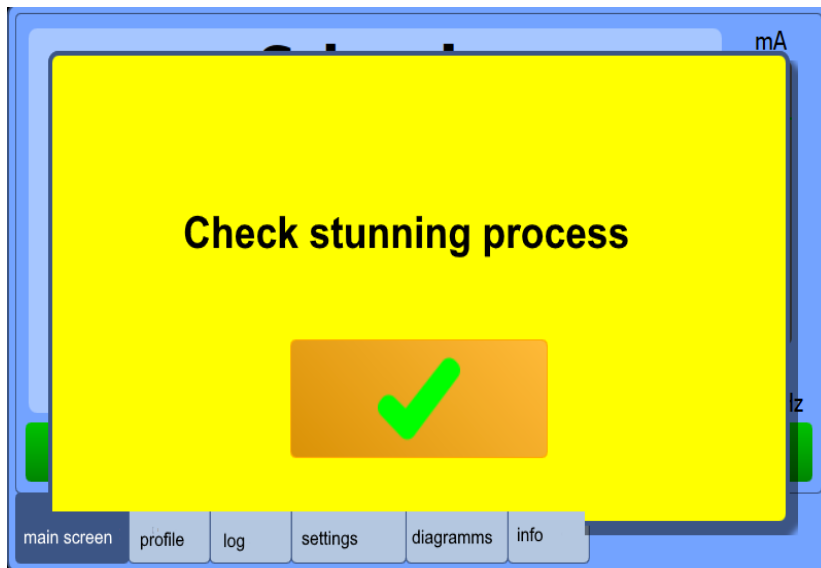 mA
Check stunning process
main screen profile log settings diagramms info